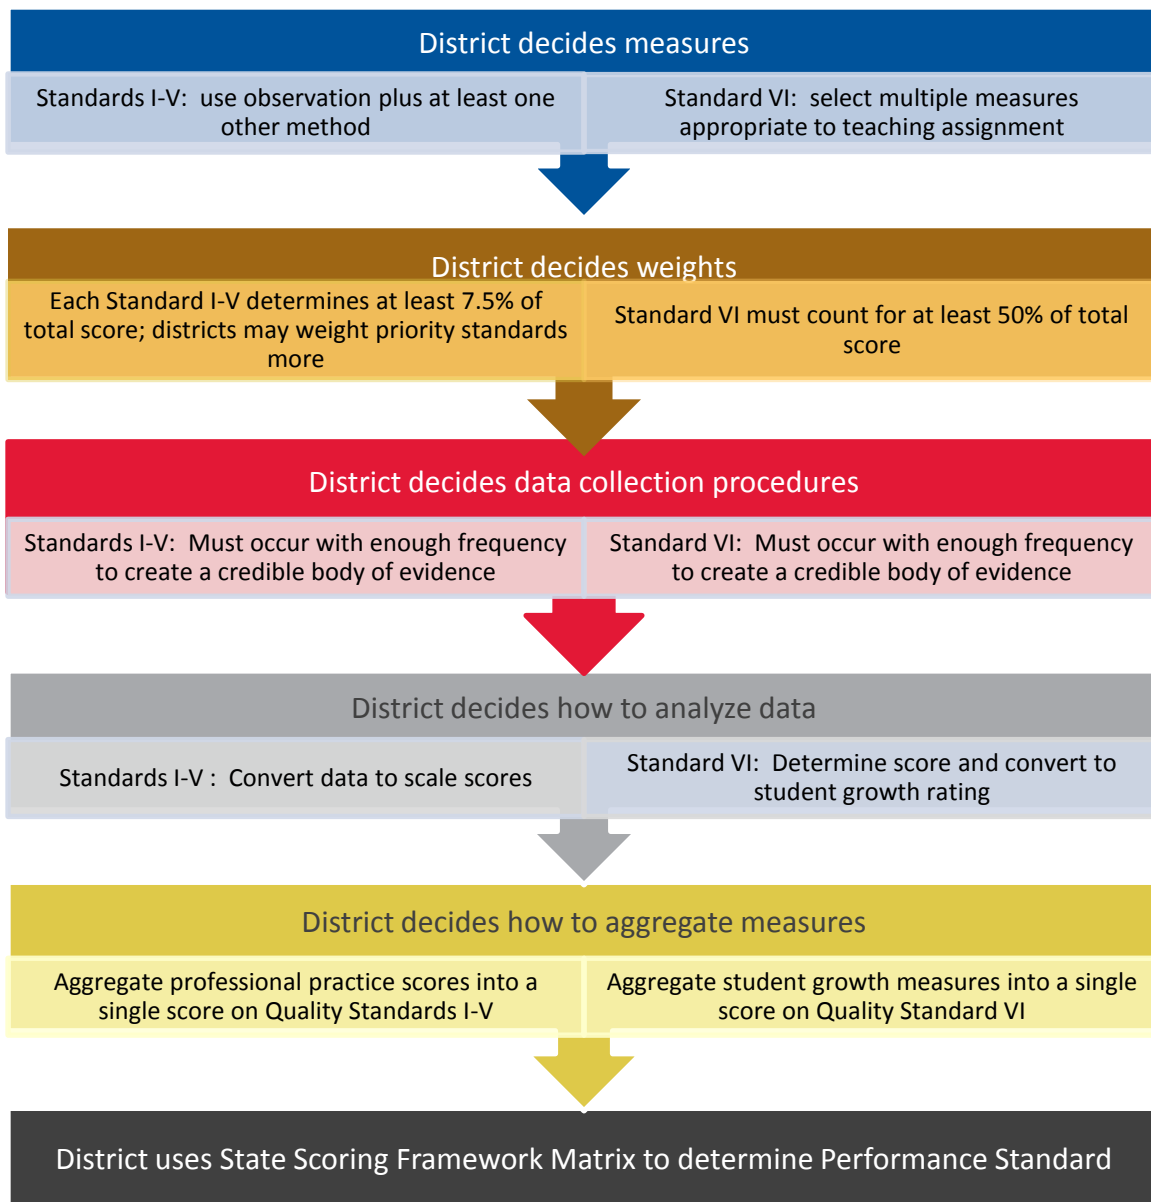 District decides measures
Standards I-V:  use observation plus at least one
other method
Standard VI:  select multiple measures
appropriate to teaching assignment
District decides weights
Each Standard I-V determines at least 7.5% of
total score; districts may weight priority standards
more
Standard VI must count for at least 50% of total
score
District decides data collection procedures
Standards I-V:  Must occur with enough frequency
to create a credible body of evidence
Standard VI:  Must occur with enough frequency
to create a credible body of evidence
District decides how to analyze data
Standards I-V :  Convert data to scale scores
Standard VI:  Determine score and convert to
student growth rating
District decides how to aggregate measures
Aggregate professional practice scores into a
single score on Quality Standards I-V
Aggregate student growth measures into a single
score on Quality Standard VI
District uses State Scoring Framework Matrix to determine Performance Standard